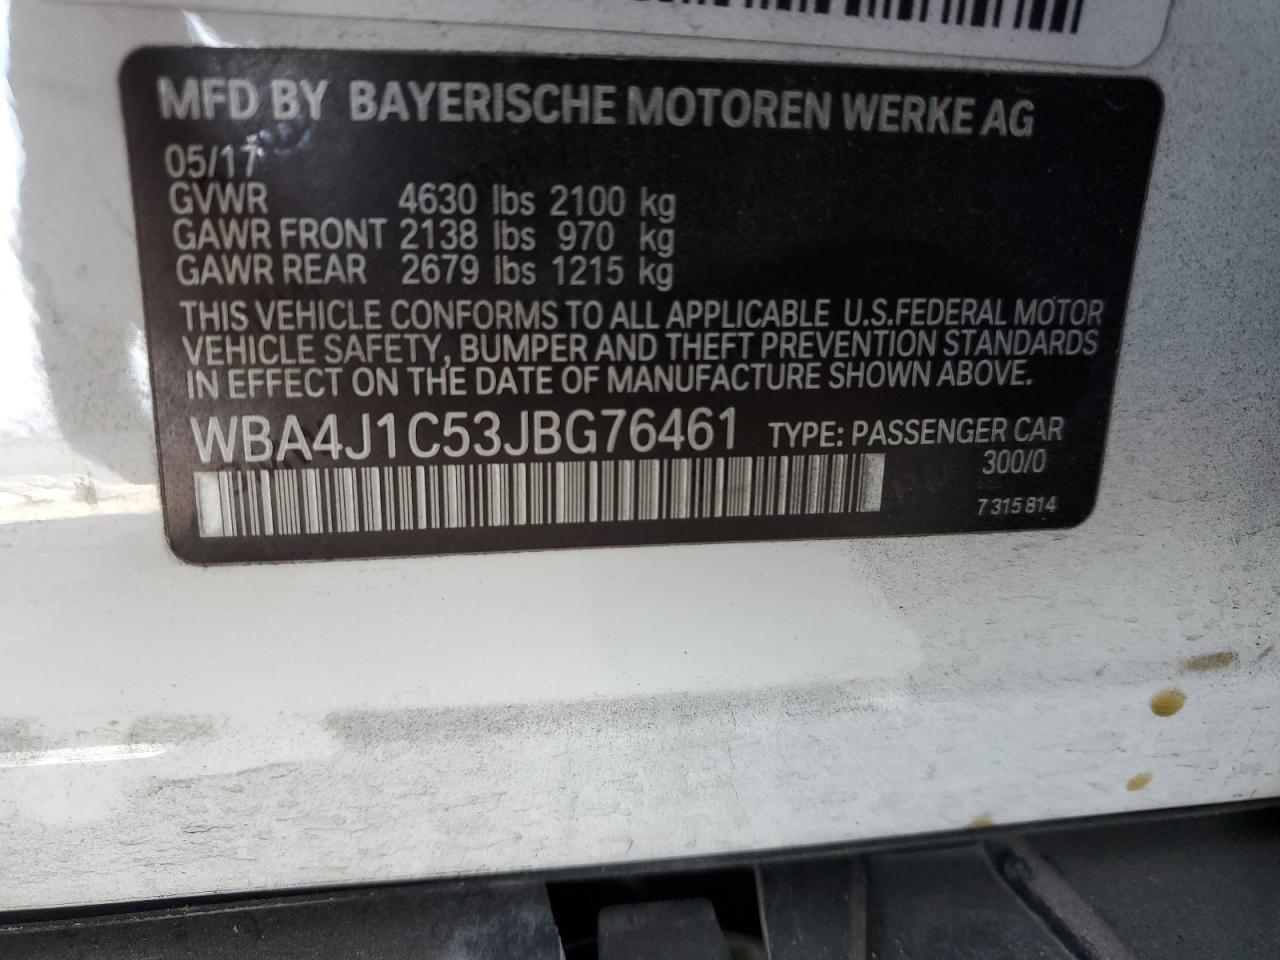 MFD BY BAYERISCHE MOTOREN WERKE AG
05/17
GVWR 4630 lbs 2100 kg
GAWR FRONT 2138 lbs 970 kg
GAWR REAR 2679 lbs 1215 kg
THIS VEHICLE CONFORMS TO ALL APPLICABLE U.S.FEDERAL MOTOR
VEHICLE SAFETY, BUMPER AND THEFT PREVENTION STANDARDS
IN EFFECT ON THE DATE OF MANUFACTURE SHOWN ABOVE.
WBA4J1C53JBG76461 TYPE: PASSENGER CAR
300/0
7 315 814